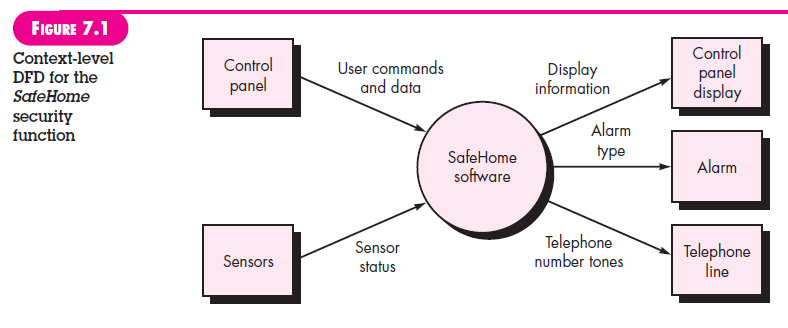 FIGURE 7.1
Context-level
DFD for the
SafeHome
security
function
Control
panel
User commands
and data
Display
information
Control
panel
display
SafeHome
software
Alarm
type
Alarm
Sensors
Sensor
status
Telephone
number tones
Telephone
line